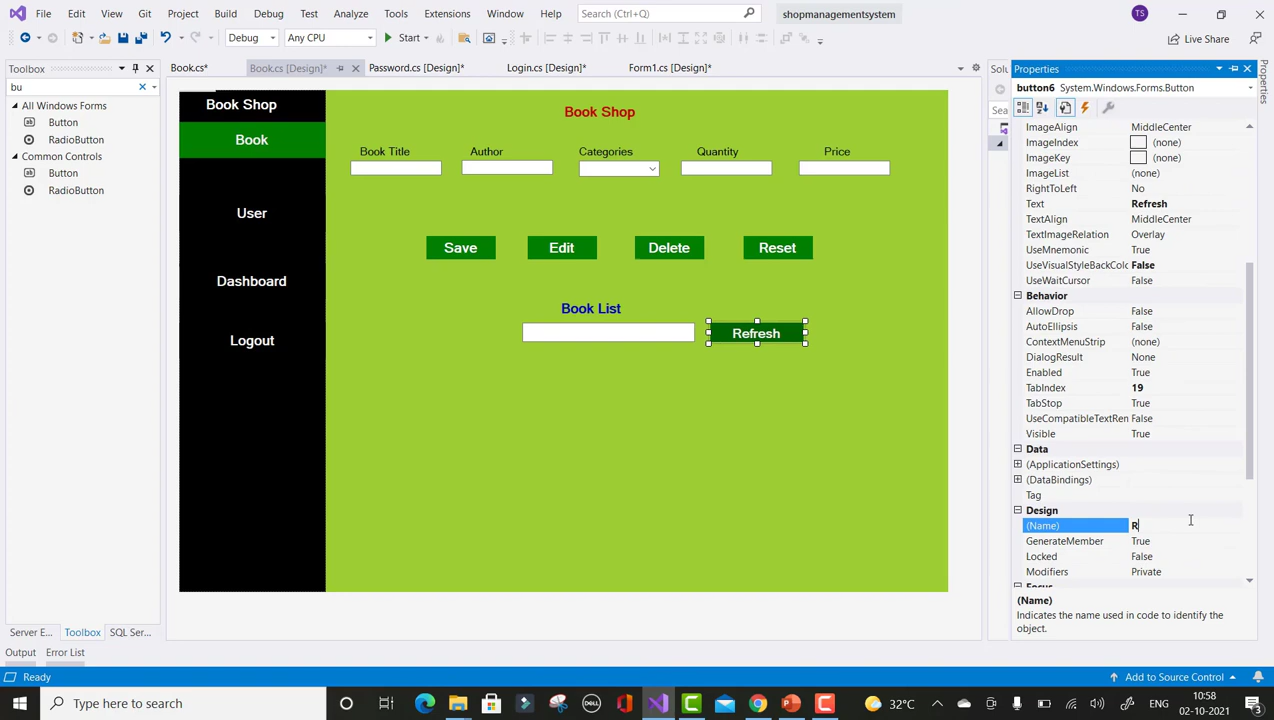 File Edit View Git Project Build Debug Test Analyze Tools Extensions Window Help Search (Ctrl+Q) shopmanagementsystem TS
Debug Any CPU Start Live Share
Toolbox
bu
All Windows Forms
Button
RadioButton
Common Controls
Button
RadioButton
Server E... Toolbox SQL Ser...
Output Error List
Book.cs* Book.cs [Design]* Password.cs [Design]* Login.cs [Design]* Form1.cs [Design]*
Book Shop
Book
User
Dashboard
Logout
Book Shop
Book Title Author Categories Quantity Price
Save Edit Delete Reset
Book List
Refresh
Solu
Sea
Properties
button6 System.Windows.Forms.Button
ImageAlign MiddleCenter
ImageIndex (none)
ImageKey (none)
ImageList (none)
RightToLeft No
Text Refresh
TextAlign MiddleCenter
TextImageRelation Overlay
UseMnemonic True
UseVisualStyleBackColo False
UseWaitCursor False
Behavior
AllowDrop False
AutoEllipsis False
ContextMenuStrip (none)
DialogResult None
Enabled True
TabIndex 19
TabStop True
UseCompatibleTextRen False
Visible True
Data
(ApplicationSettings)
(DataBindings)
Tag
Design
(Name) R
GenerateMember True
Locked False
Modifiers Private
Focus
(Name)
Indicates the name used in code to identify the
object.
Properties
Ready Add to Source Control
Type here to search DELL 32°C ENG 10:58
02-10-2021 3